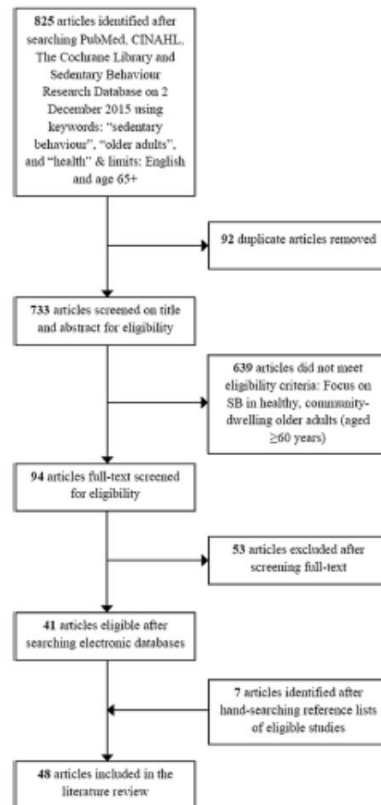 825 articles identified after
searching PubMed, CINAHL,
The Cochrane Library and
Sedentary Behaviour
Research Database on 2
December 2015 using
keywords: “sedentary
behaviour”, “older adults”,
and “health” & limits: English
and age 65+
92 duplicate articles removed
733 articles screened on title
and abstract for eligibility
639 articles did not meet
eligibility criteria: Focus on
SB in healthy, community-
dwelling older adults (aged
≥60 years)
94 articles full-text screened
for eligibility
53 articles excluded after
screening full-text
41 articles eligible after
searching electronic databases
7 articles identified after
hand-searching reference lists
of eligible studies
48 articles included in the
literature review